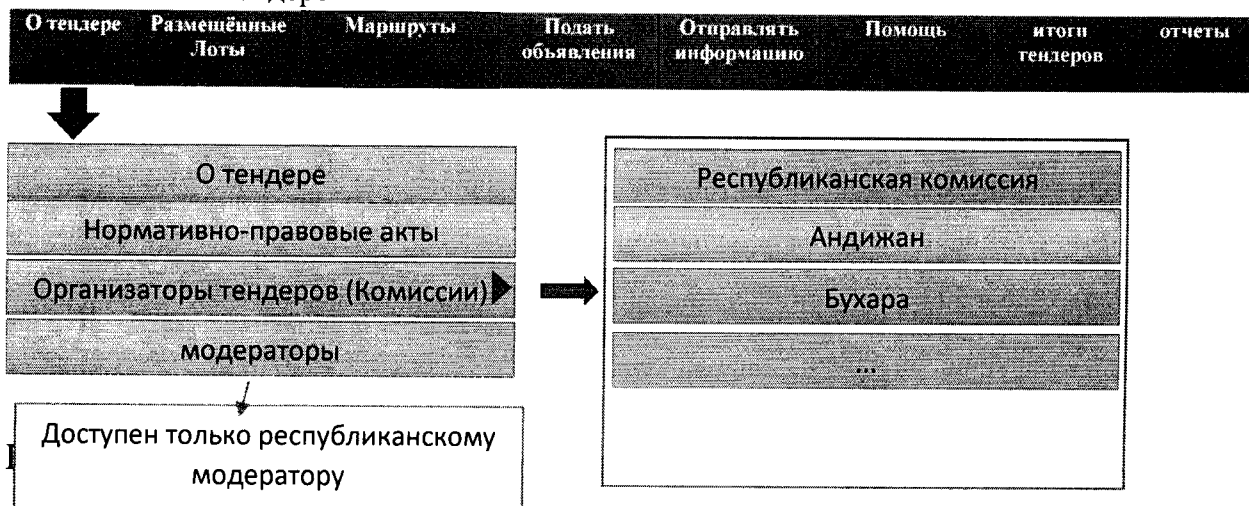 О тендере Размещённые Маршруты Подать Отправлять Помощь итоги отчеты
Лоты объявления информацию тендеров
О тендере
Нормативно-правовые акты
Организаторы тендеров (Комиссии)
модераторы
Доступен только республиканскому
модератору
Республиканская комиссия
Андижан
Бухара
...